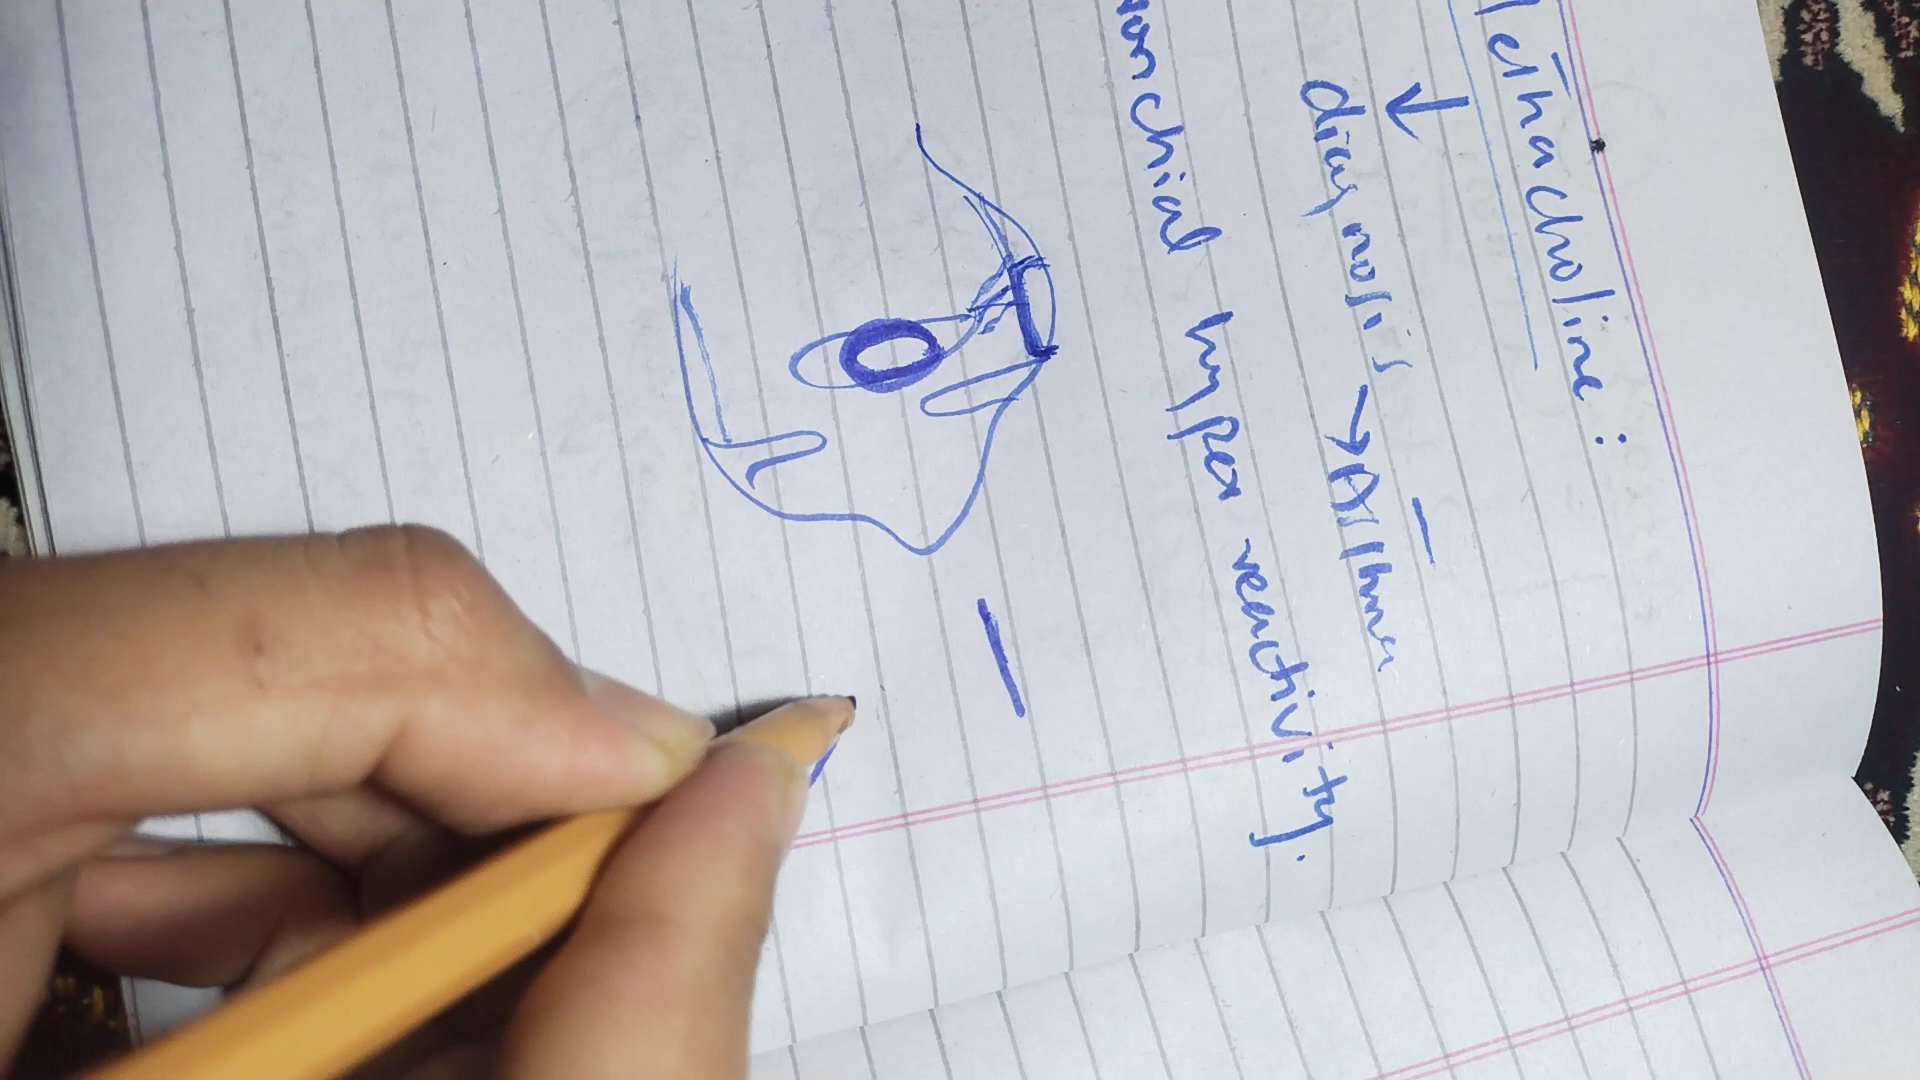 Methacholine:
↓
diagnosis → Asthma
bronchial hyper reactivity.